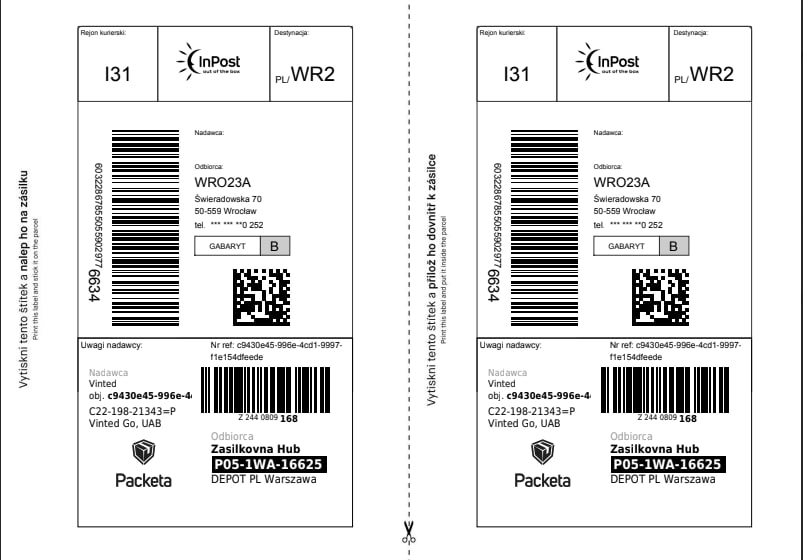 Vytiskni tento štítek a nalep ho na zásilku
Print this label and stick it on the parcel
Rejon kurierski:
I31
InPost
out of the box
Destynacja:
PL/WR2
603228678550555902977 6634
Nadawca:
Odbiorca:
WRO23A
Świeradowska 70
50-559 Wrocław
tel. *** *** **0 252
GABARYT B
Uwagi nadawcy:
Nr ref: c9430e45-996e-4cd1-9997-
f1e154dfeede
Nadawca
Vinted
obj. c9430e45-996e-4
C22-198-21343=P
Vinted Go, UAB
Packeta
Z 244 0809 168
Odbiorca
Zasilkovna Hub
P05-1WA-16625
DEPOT PL Warszawa
Vytiskni tento štítek a přilož ho dovnitř k zásilce
Print this label and put it inside the parcel
Rejon kurierski:
I31
InPost
out of the box
Destynacja:
PL/WR2
603228678550555902977 6634
Nadawca:
Odbiorca:
WRO23A
Świeradowska 70
50-559 Wrocław
tel. *** *** **0 252
GABARYT B
Uwagi nadawcy:
Nr ref: c9430e45-996e-4cd1-9997-
f1e154dfeede
Nadawca
Vinted
obj. c9430e45-996e-4
C22-198-21343=P
Vinted Go, UAB
Packeta
Z 244 0809 168
Odbiorca
Zasilkovna Hub
P05-1WA-16625
DEPOT PL Warszawa